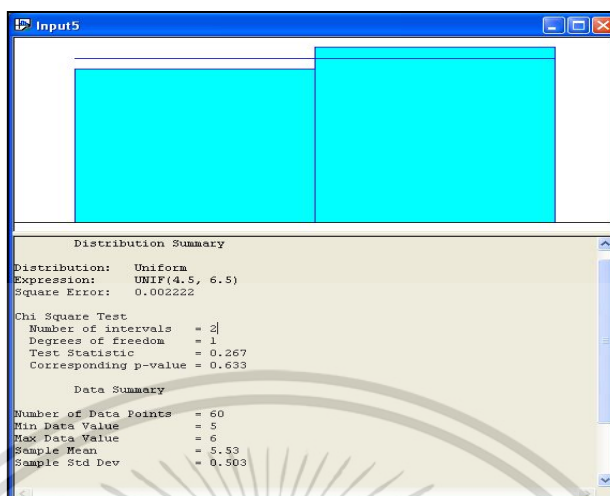 Input5
Distribution Summary
Distribution: Uniform
Expression: UNIF(4.5, 6.5)
Square Error: 0.002222
Chi Square Test
Number of intervals = 2
Degrees of freedom = 1
Test Statistic = 0.267
Corresponding p-value = 0.633
Data Summary
Number of Data Points = 60
Min Data Value = 5
Max Data Value = 6
Sample Mean = 5.53
Sample Std Dev = 0.503